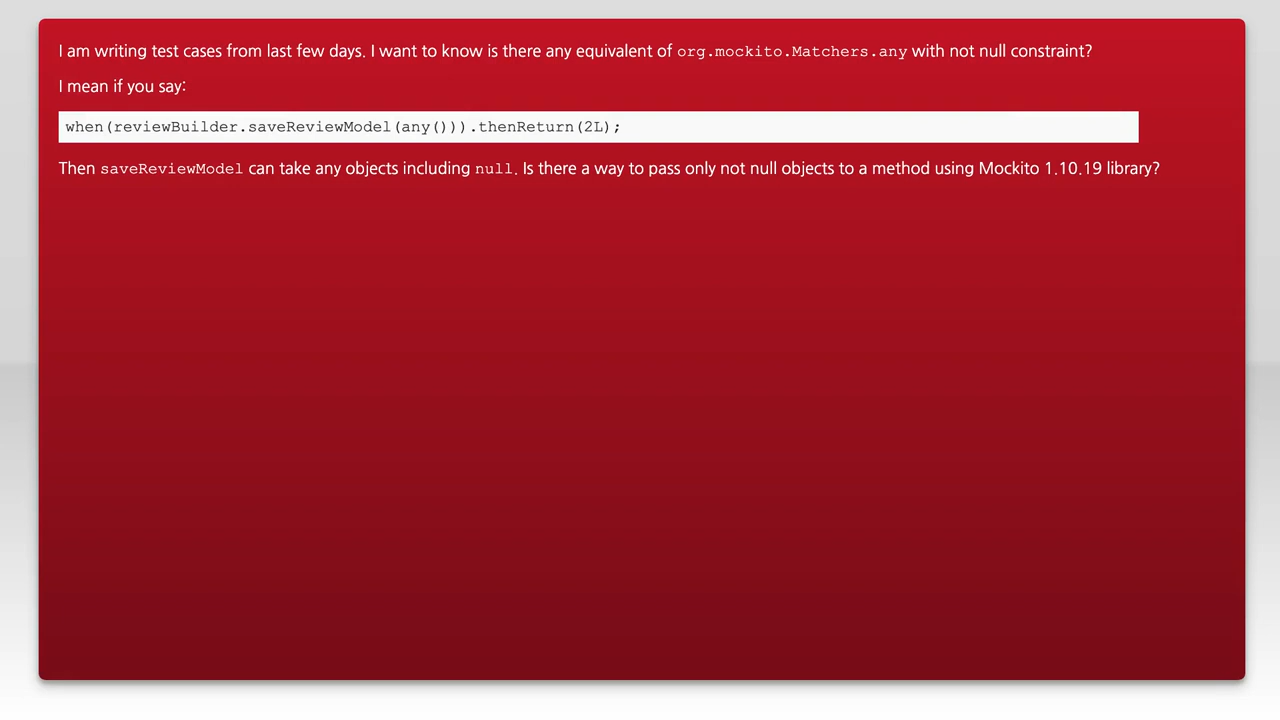 I am writing test cases from last few days. I want to know is there any equivalent of org.mockito.Matchers.any with not null constraint?
I mean if you say:
when(reviewBuilder.saveReviewModel(any())).thenReturn(2L);
Then saveReviewModel can take any objects including null. Is there a way to pass only not null objects to a method using Mockito 1.10.19 library?